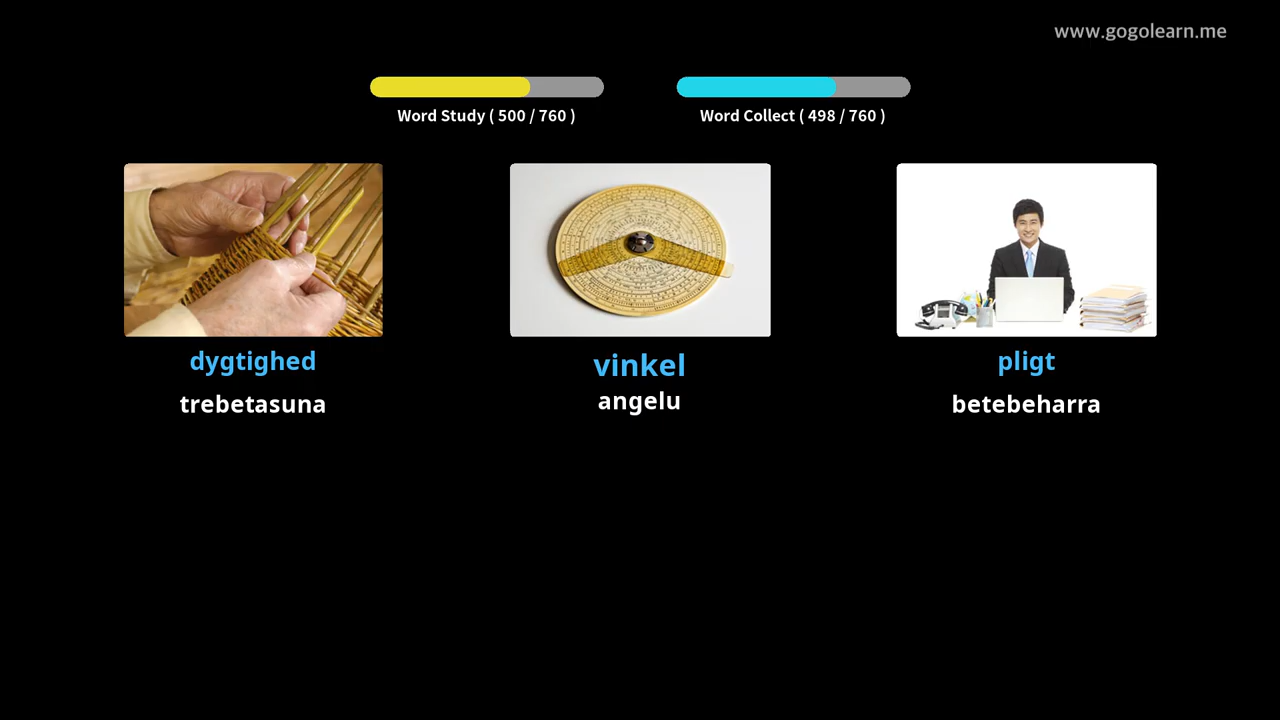 www.gogolearn.me
Word Study ( 500 / 760 )
Word Collect ( 498 / 760 )
dygtighed
trebetasuna
vinkel
angelu
pligt
betebeharra